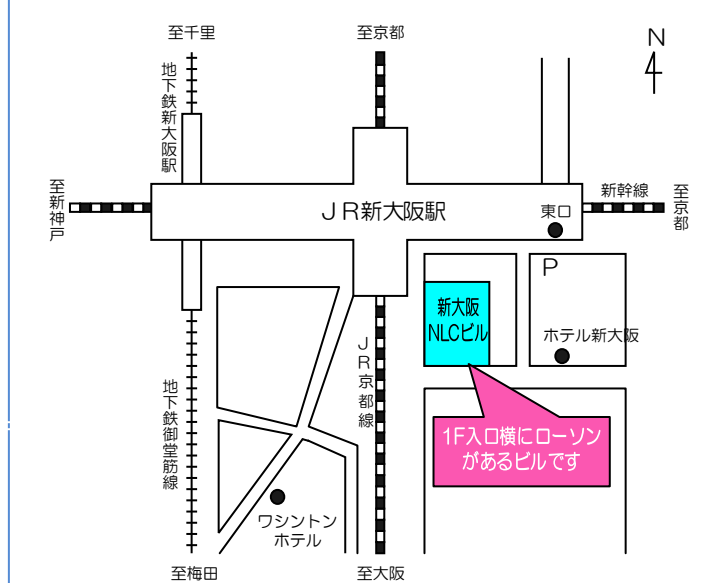 至千里
至京都
N
地下鉄新大阪駅
至新神戸
JR新大阪駅
新幹線
至京都
東口
P
新大阪
NLCビル
ホテル新大阪
JR京都線
地下鉄御堂筋線
1F入口横にローソン
があるビルです
ワシントン
ホテル
至梅田
至大阪